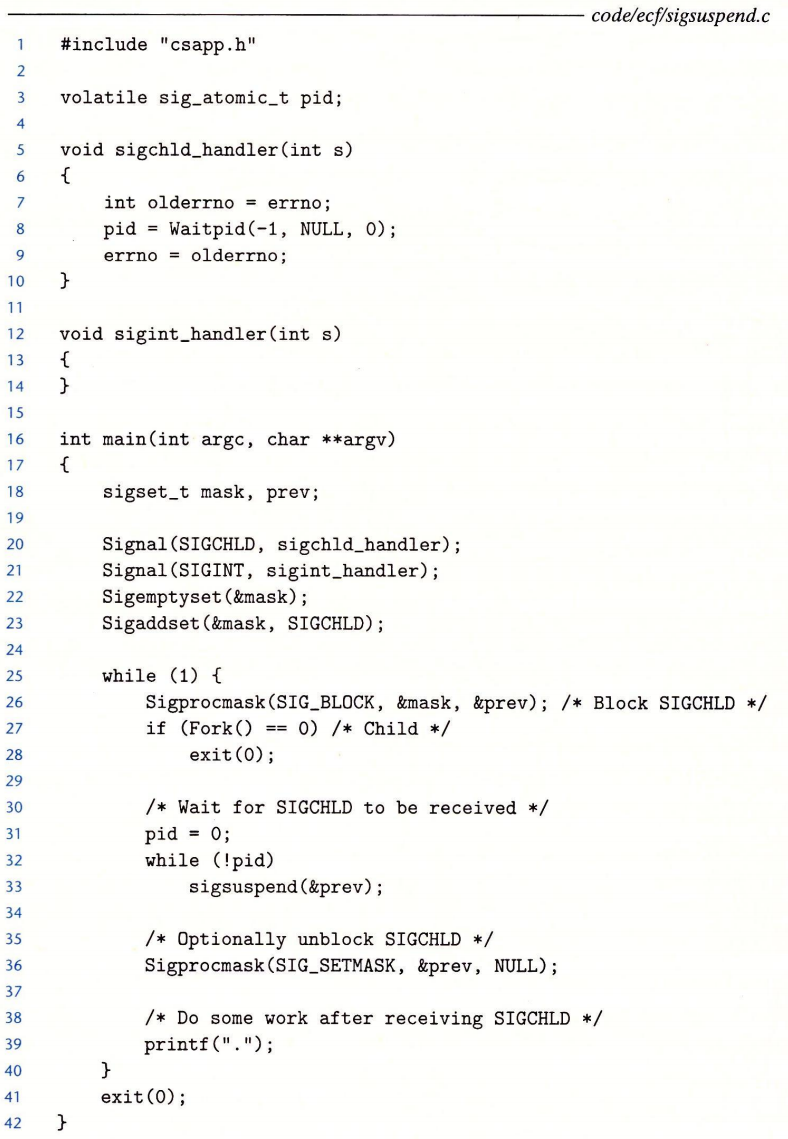 code/ecf/sigsuspend.c
1 #include "csapp.h"
2
3 volatile sig_atomic_t pid;
4
5 void sigchld_handler(int s)
6 {
7     int olderrno = errno;
8     pid = Waitpid(-1, NULL, 0);
9     errno = olderrno;
10 }
11
12 void sigint_handler(int s)
13 {
14 }
15
16 int main(int argc, char **argv)
17 {
18     sigset_t mask, prev;
19
20     Signal(SIGCHLD, sigchld_handler);
21     Signal(SIGINT, sigint_handler);
22     Sigemptyset(&mask);
23     Sigaddset(&mask, SIGCHLD);
24
25     while (1) {
26         Sigprocmask(SIG_BLOCK, &mask, &prev); /* Block SIGCHLD */
27         if (Fork() == 0) /* Child */
28             exit(0);
29
30         /* Wait for SIGCHLD to be received */
31         pid = 0;
32         while (!pid)
33             sigsuspend(&prev);
34
35         /* Optionally unblock SIGCHLD */
36         Sigprocmask(SIG_SETMASK, &prev, NULL);
37
38         /* Do some work after receiving SIGCHLD */
39         printf(".");
40     }
41     exit(0);
42 }